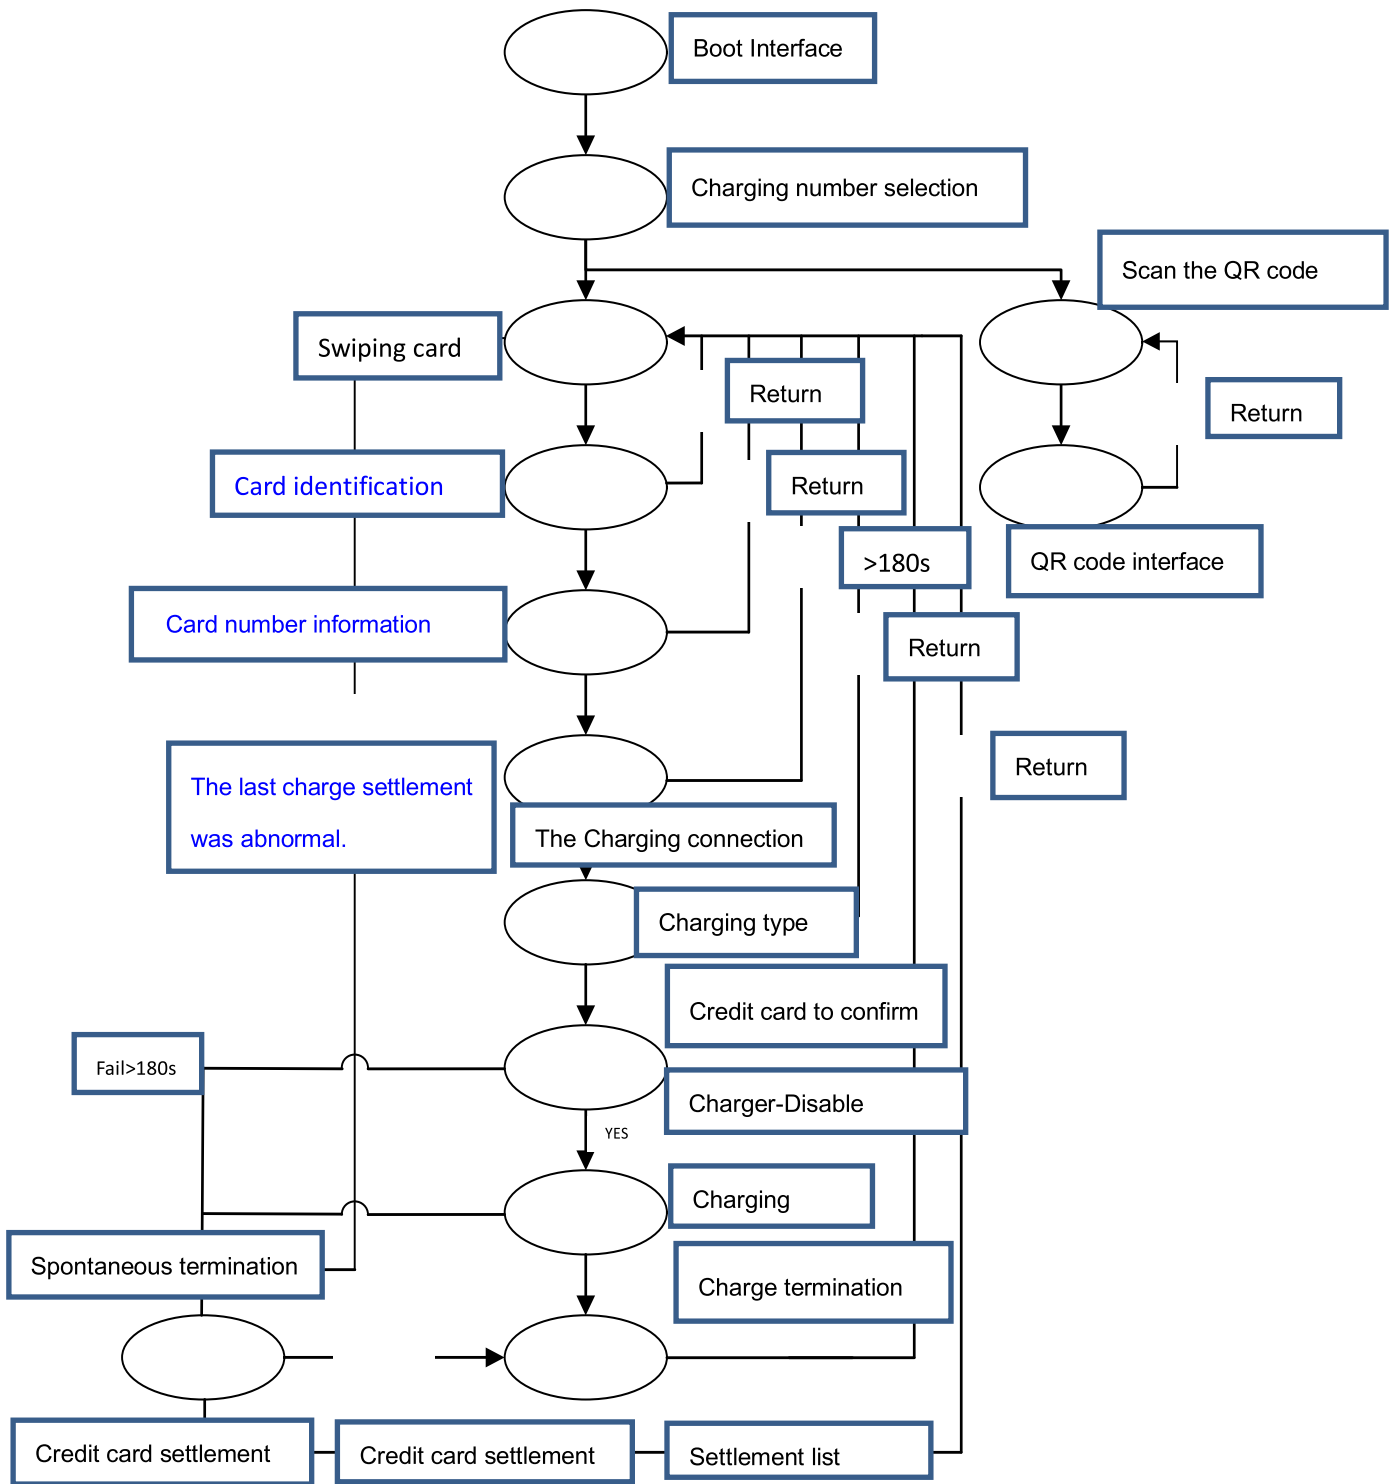 Boot Interface
Charging number selection
Scan the QR code
Swiping card
Return
Return
Card identification
Return
>180s
QR code interface
Card number information
Return
Return
The last charge settlement
was abnormal.
The Charging connection
Charging type
Credit card to confirm
Fail>180s
Charger-Disable
YES
Charging
Spontaneous termination
Charge termination
Credit card settlement
Credit card settlement
Settlement list